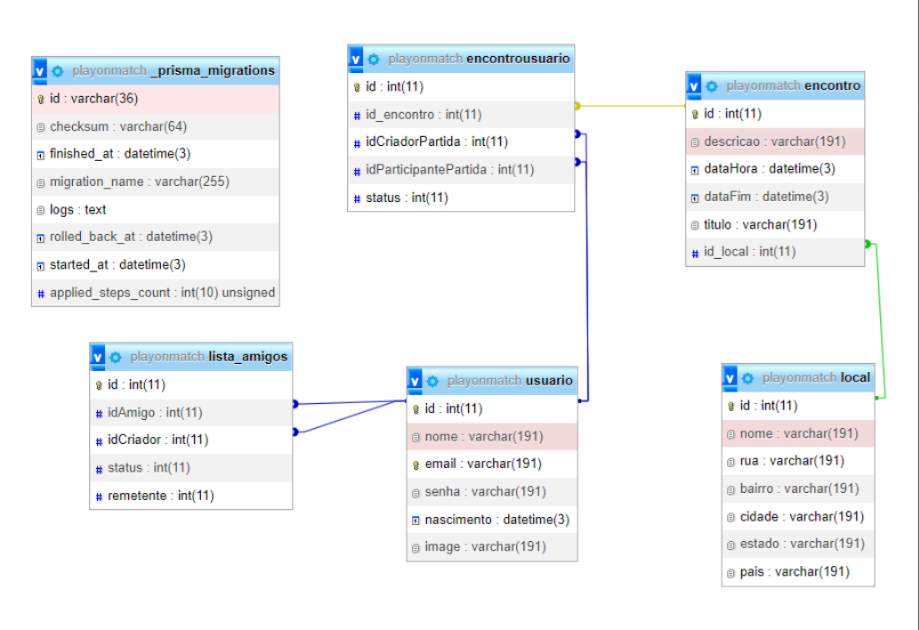 playonmatch _prisma_migrations
id : varchar(36)
checksum : varchar(64)
finished_at : datetime(3)
migration_name : varchar(255)
logs : text
rolled_back_at : datetime(3)
started_at : datetime(3)
applied_steps_count : int(10) unsigned
playonmatch encontrousuario
id : int(11)
id_encontro : int(11)
idCriadorPartida : int(11)
idParticipantePartida : int(11)
status : int(11)
playonmatch encontro
id : int(11)
descricao : varchar(191)
dataHora : datetime(3)
dataFim : datetime(3)
titulo : varchar(191)
id_local : int(11)
playonmatch lista_amigos
id : int(11)
idAmigo : int(11)
idCriador : int(11)
status : int(11)
remetente : int(11)
playonmatch usuario
id : int(11)
nome : varchar(191)
email : varchar(191)
senha : varchar(191)
nascimento : datetime(3)
image : varchar(191)
playonmatch local
id : int(11)
nome : varchar(191)
rua : varchar(191)
bairro : varchar(191)
cidade : varchar(191)
estado : varchar(191)
pais : varchar(191)